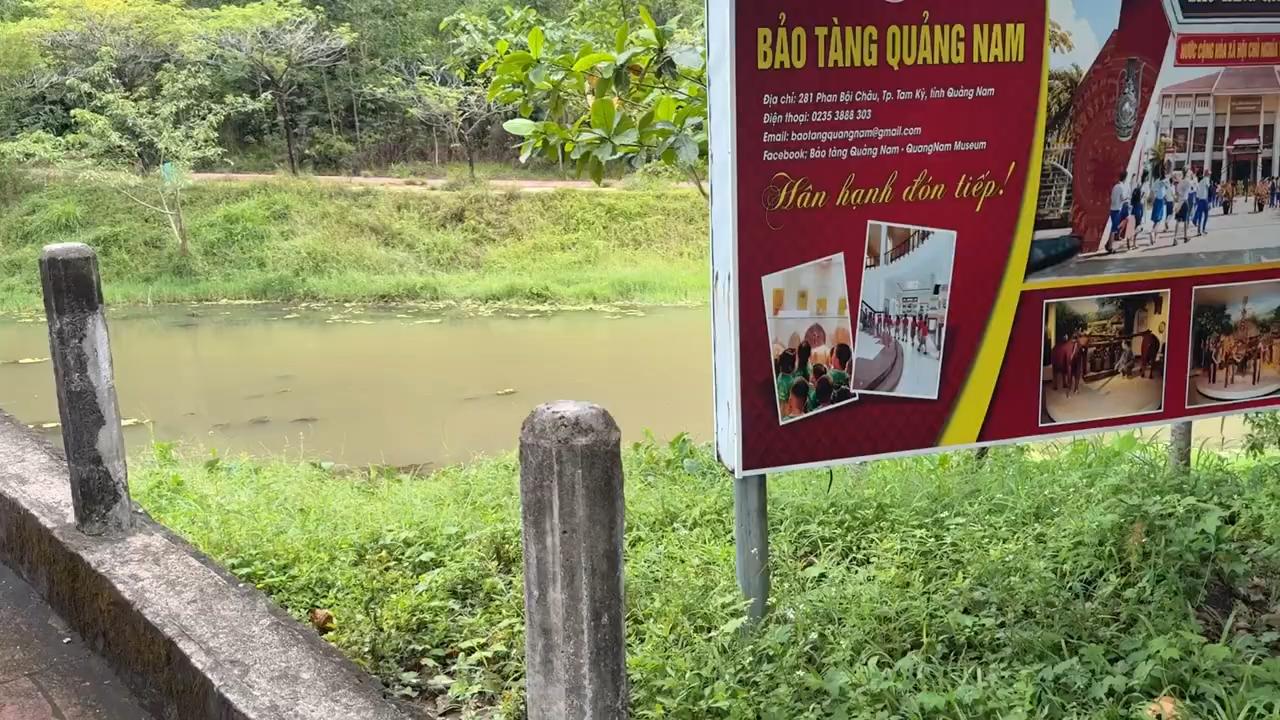 BẢO TÀNG QUẢNG NAM
Địa chỉ: 281 Phan Bội Châu, Tp. Tam Kỳ, tỉnh Quảng Nam
Điện thoại: 0235 3888 303
Email: baotangquangnam@gmail.com
Facebook: Bảo tàng Quảng Nam - QuangNam Museum
Hân hạnh đón tiếp!
NƯỚC CỘNG HÒA XÃ HỘI CHỦ NGHĨA